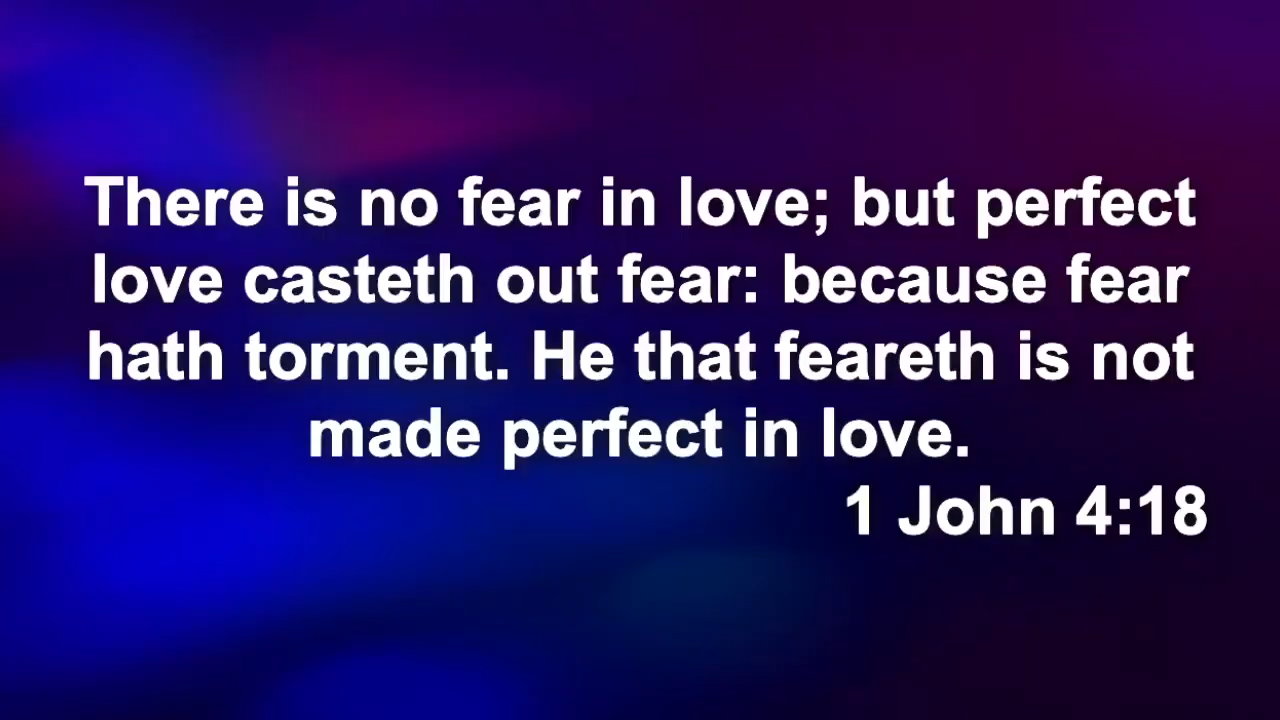 There is no fear in love; but perfect
love casteth out fear: because fear
hath torment. He that feareth is not
made perfect in love.
1 John 4:18